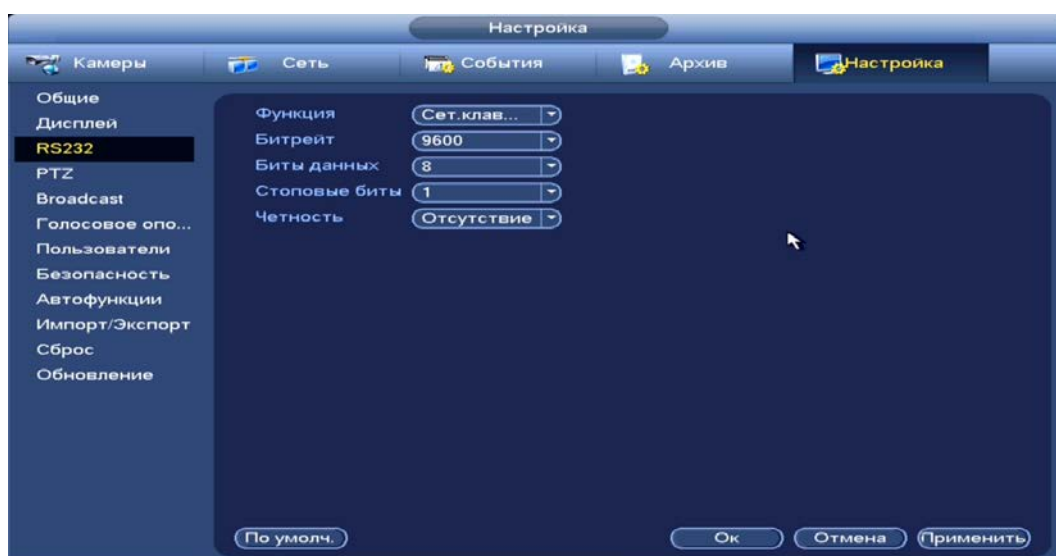 Настройка
Камеры
Сеть
События
Архив
Настройка
Общие
Дисплей
RS232
PTZ
Broadcast
Голосовое опо...
Пользователи
Безопасность
Автофункции
Импорт/Экспорт
Сброс
Обновление
Функция Сет.клав...
Битрейт 9600
Биты данных 8
Стоповые биты 1
Четность Отсутствие
По умолч. Ок Отмена Применить